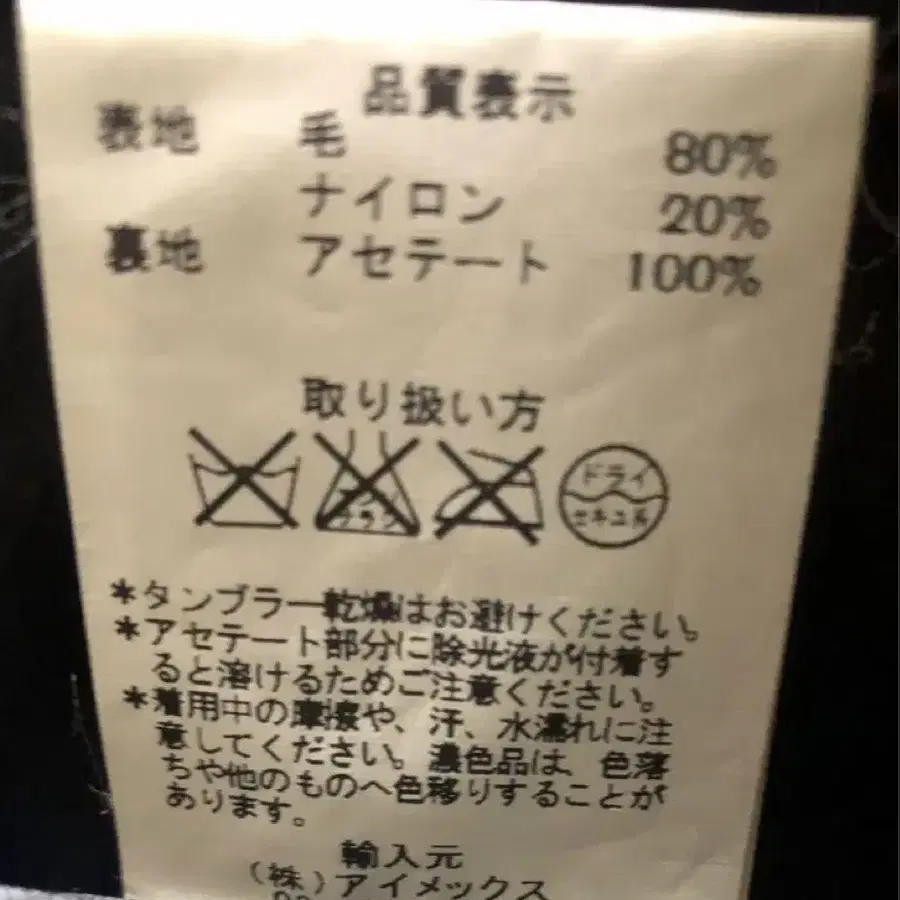 品質表示
表地 毛 80%
ナイロン 20%
裏地 アセテート 100%
取り扱い方
ドライ
セキユ系
*タンブラー乾燥はお避けください。
*アセテート部分に除光液が付着す
ると溶けるためご注意ください。
*着用中の摩擦や、汗、水濡れに注
意してください。濃色品は、色落
ちや他のものへ色移りすることが
あります。
輸入元
(株)アイメックス